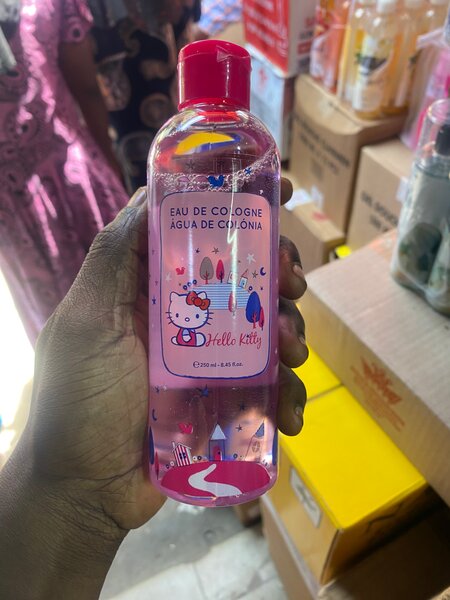 EAU DE COLOGNE
ÁGUA DE COLÓNIA
Hello Kitty
℮250 ml - 8.45 fl.oz.